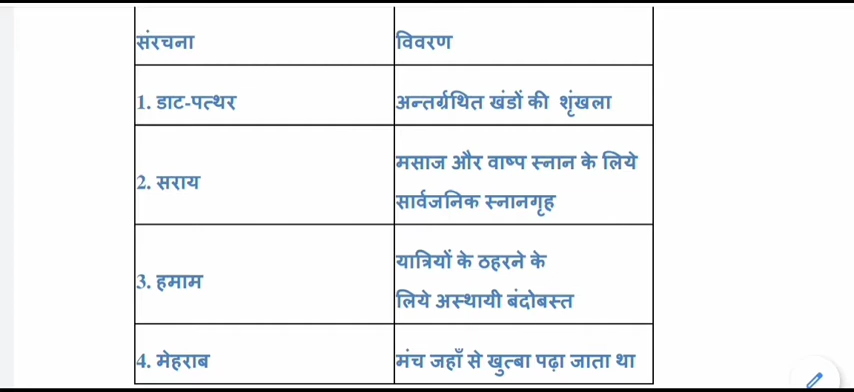 संरचना
विवरण
1. डाट-पत्थर
अन्तर्ग्रथित खंडों की शृंखला
2. सराय
मसाज और वाष्प स्नान के लिये
सार्वजनिक स्नानगृह
3. हमाम
यात्रियों के ठहरने के
लिये अस्थायी बंदोबस्त
4. मेहराब
मंच जहाँ से खुत्बा पढ़ा जाता था